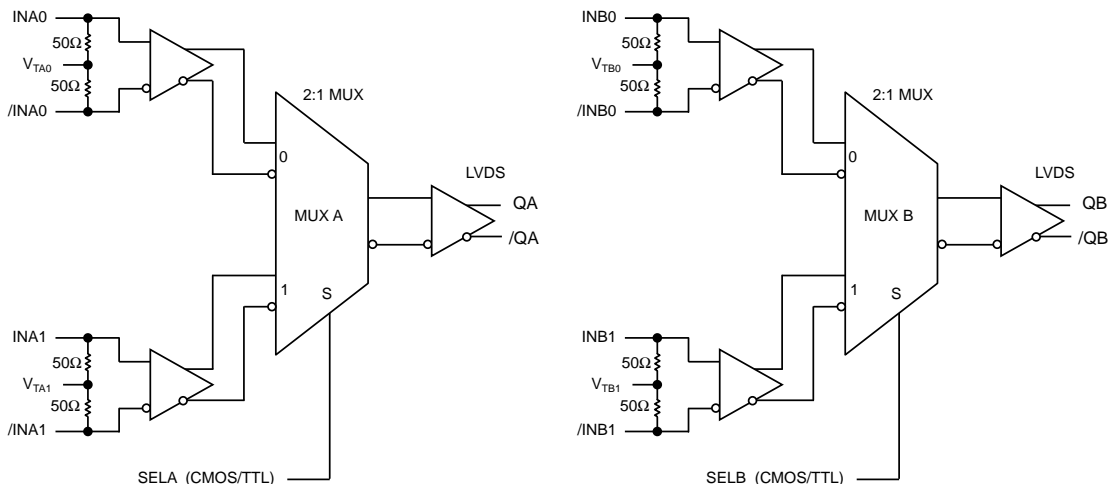 INA0
50Ω
VTA0
50Ω
/INA0
2:1 MUX
0
LVDS
QA
MUX A
/QA
1
S
INA1
50Ω
VTA1
50Ω
/INA1
SELA (CMOS/TTL)
INB0
50Ω
VTB0
50Ω
/INB0
2:1 MUX
0
LVDS
QB
MUX B
/QB
1
S
INB1
50Ω
VTB1
50Ω
/INB1
SELB (CMOS/TTL)